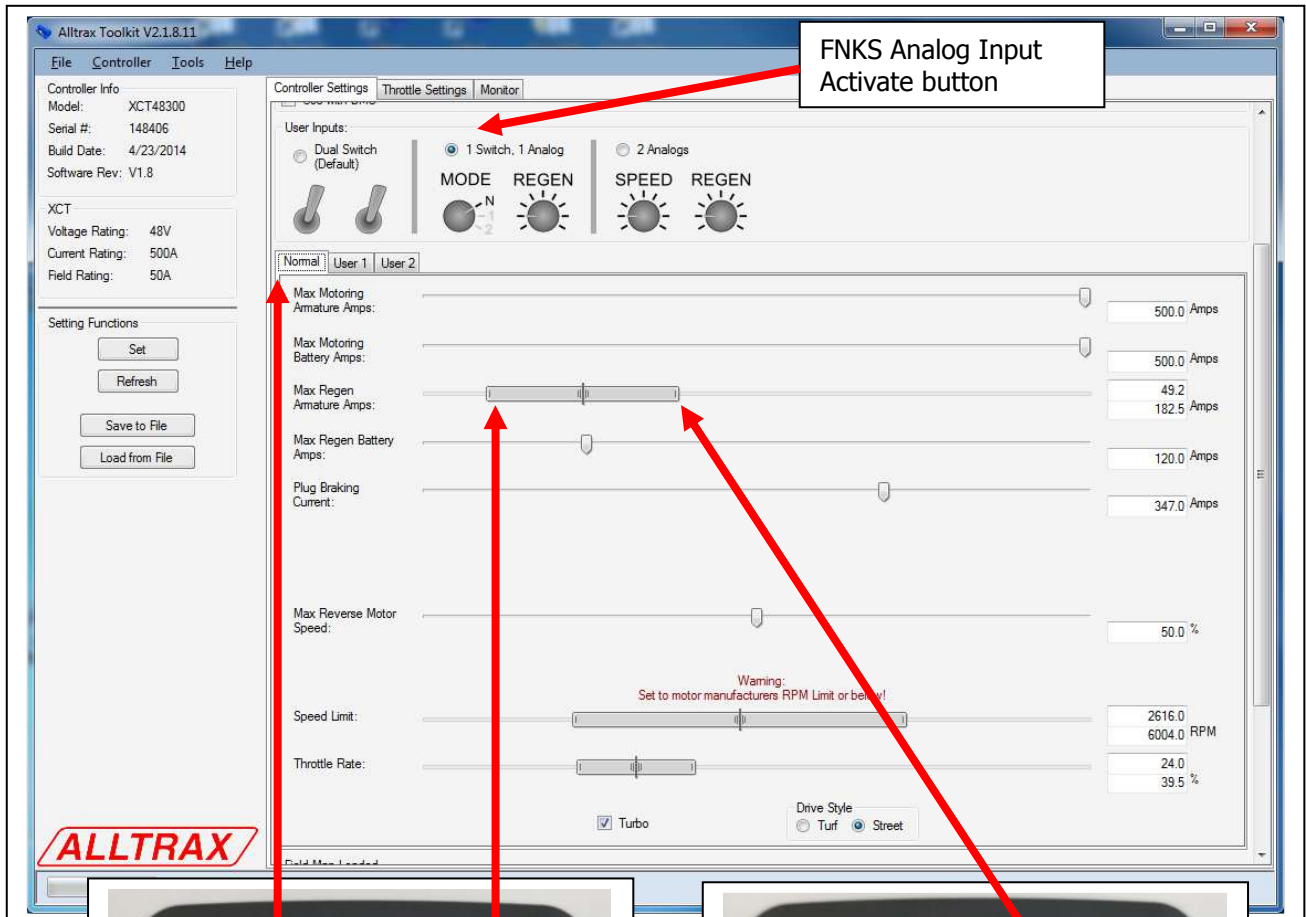 Alltrax Toolkit V2.1.8.11
FNKS Analog Input
Activate button
File Controller Tools Help
Controller Info
Model: XCT48300
Serial #: 148406
Build Date: 4/23/2014
Software Rev: V1.8
XCT
Voltage Rating: 48V
Current Rating: 500A
Field Rating: 50A
Setting Functions
Set
Refresh
Save to File
Load from File
ALLTRAX
Controller Settings Throttle Settings Monitor
User Inputs:
Dual Switch
(Default)
1 Switch, 1 Analog
2 Analogs
MODE REGEN SPEED REGEN
N
1
2
Normal User 1 User 2
Max Motoring
Armature Amps:
500.0 Amps
Max Motoring
Battery Amps:
500.0 Amps
Max Regen
Armature Amps:
49.2
182.5 Amps
Max Regen Battery
Amps:
120.0 Amps
Plug Braking
Current:
347.0 Amps
Max Reverse Motor
Speed:
50.0 %
Warning:
Set to motor manufacturers RPM Limit or below!
Speed Limit:
2616.0
6004.0 RPM
Throttle Rate:
24.0
39.5 %
Turbo
Drive Style
Turf Street